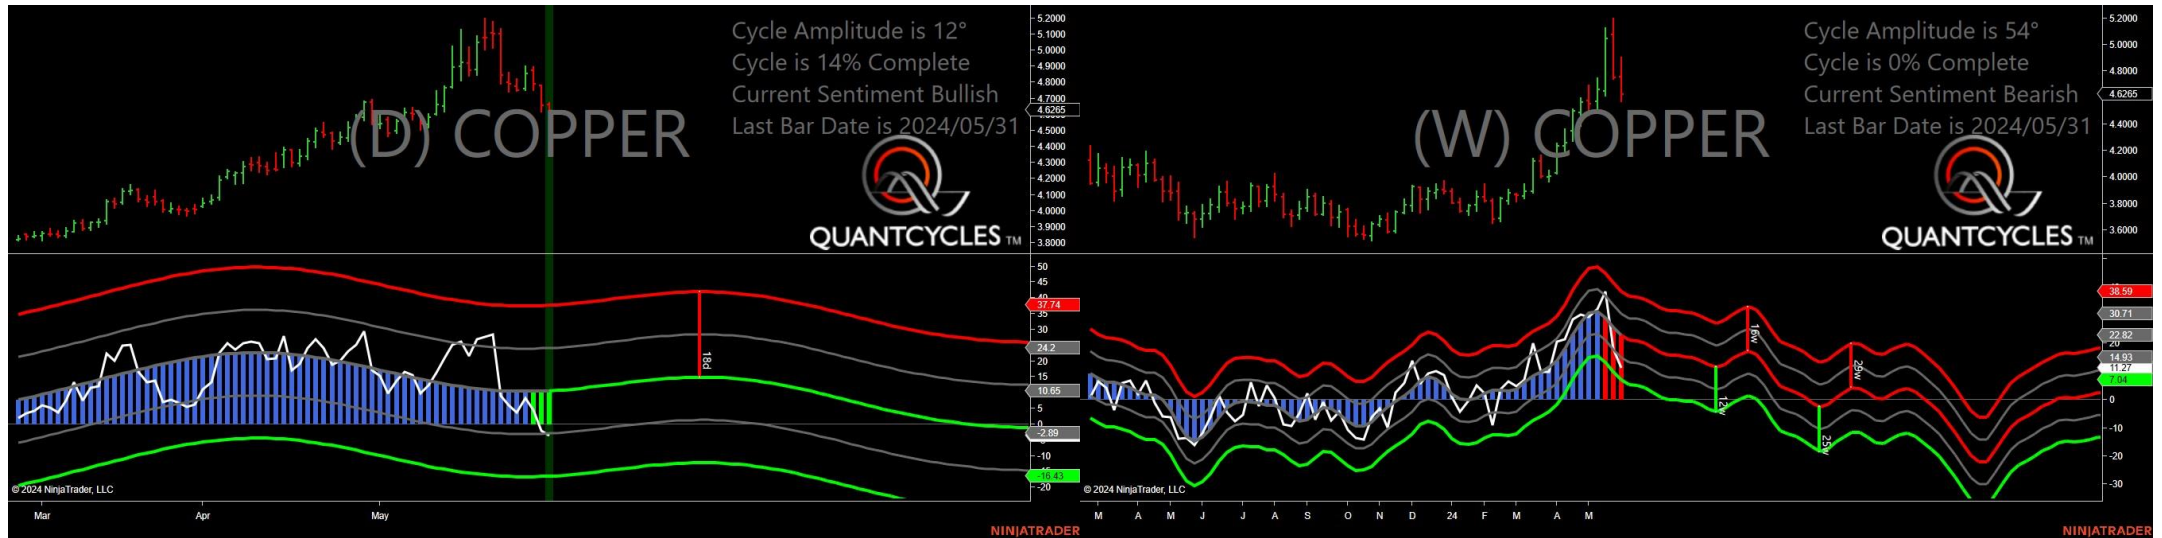 Cycle Amplitude is 12°
Cycle is 14% Complete
Current Sentiment Bullish
Last Bar Date is 2024/05/31
(D) COPPER
QUANTCYCLES TM
5.2000
5.1000
5.0000
4.9000
4.8000
4.7000
4.6265
4.5000
4.4000
4.3000
4.2000
4.1000
4.0000
3.9000
3.8000
50
45
40
37.74
35
30
24.2
20
15
10.65
5
0
-2.89
-10
-16.43
-20
18d
© 2024 NinjaTrader, LLC
Mar
Apr
May
NINJATRADER
Cycle Amplitude is 54°
Cycle is 0% Complete
Current Sentiment Bearish
Last Bar Date is 2024/05/31
(W) COPPER
QUANTCYCLES TM
5.2000
5.0000
4.8000
4.6265
4.4000
4.2000
4.0000
3.8000
3.6000
38.59
30.71
22.82
20
14.93
11.27
7.04
0
-10
-20
-30
16w
29w
12w
25w
© 2024 NinjaTrader, LLC
M A M J J A S O N D 24 F M A M
NINJATRADER